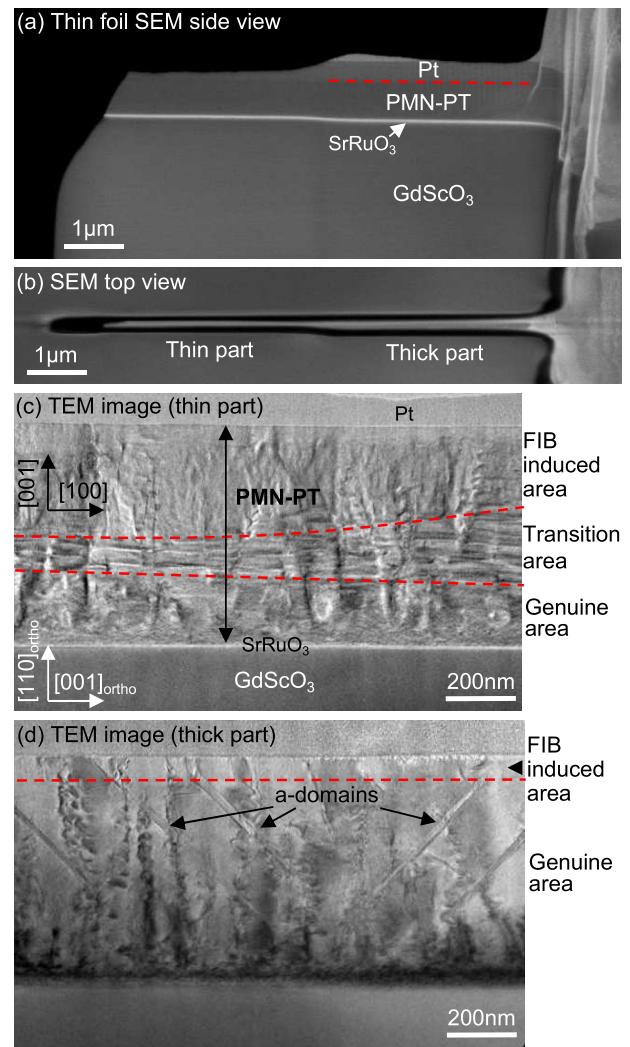 (a) Thin foil SEM side view
Pt
PMN-PT
SrRuO₃
GdScO₃
1μm
(b) SEM top view
Thin part
Thick part
1μm
(c) TEM image (thin part)
Pt
FIB
induced
area
[001]
[100]
PMN-PT
Transition
area
Genuine
area
SrRuO₃
[110]ortho
[001]ortho
GdScO₃
200nm
(d) TEM image (thick part)
FIB
induced
area
a-domains
Genuine
area
200nm